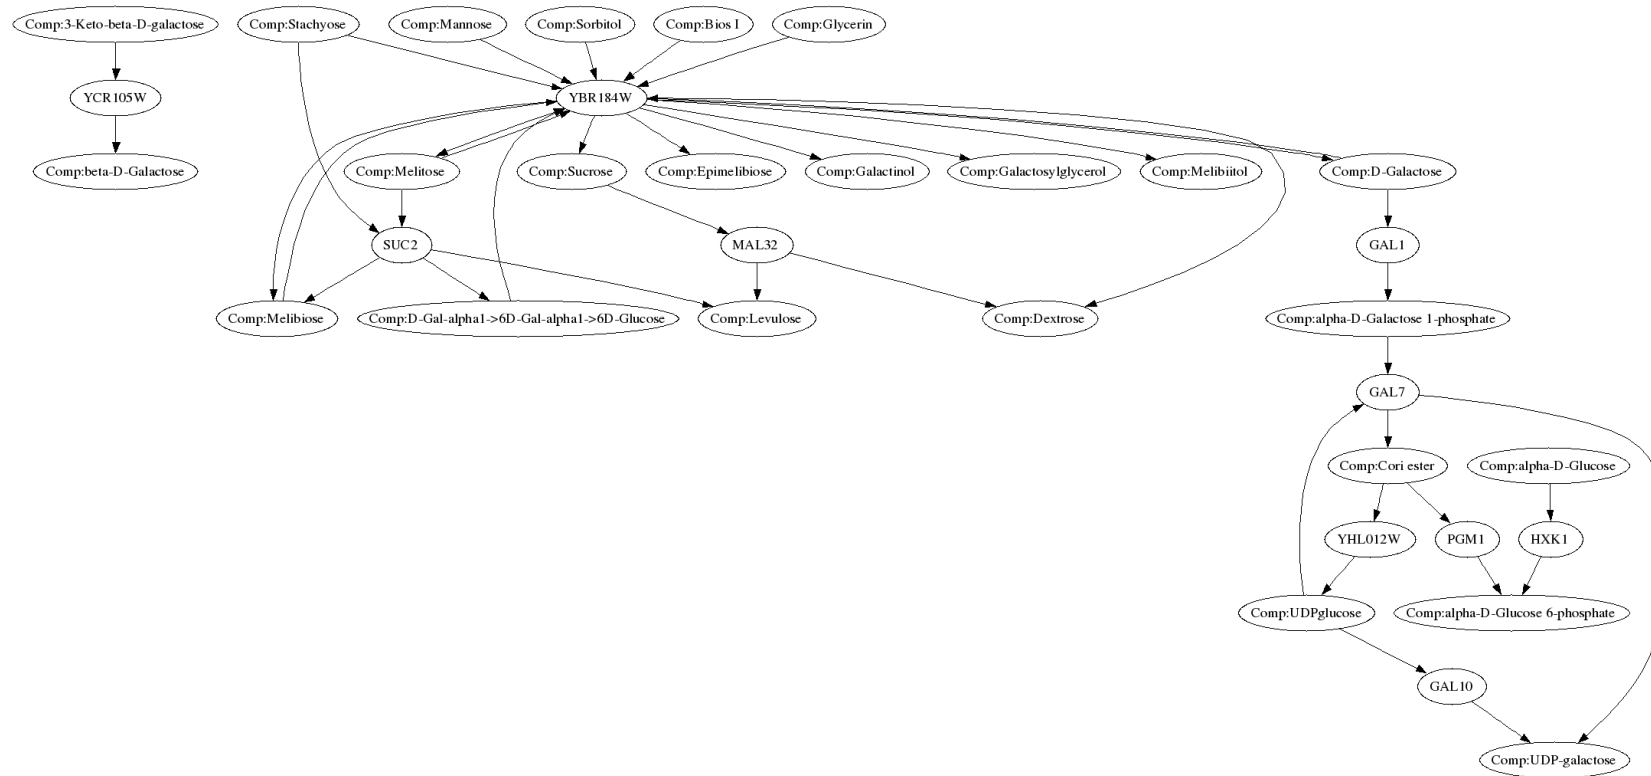 Comp:3-Keto-beta-D-galactose
Comp:Stachyose
Comp:Mannose
Comp:Sorbitol
Comp:Bios I
Comp:Glycerin
YCR105W
YBR184W
Comp:beta-D-Galactose
Comp:Melitose
Comp:Sucrose
Comp:Epimelibiose
Comp:Galactinol
Comp:Galactosylglycerol
Comp:Melibiitol
Comp:D-Galactose
SUC2
MAL32
GAL1
Comp:Melibiose
Comp:D-Gal-alpha1->6D-Gal-alpha1->6D-Glucose
Comp:Levulose
Comp:Dextrose
Comp:alpha-D-Galactose 1-phosphate
GAL7
Comp:Cori ester
Comp:alpha-D-Glucose
YHL012W
PGM1
HXK1
Comp:UDPglucose
Comp:alpha-D-Glucose 6-phosphate
GAL10
Comp:UDP-galactose